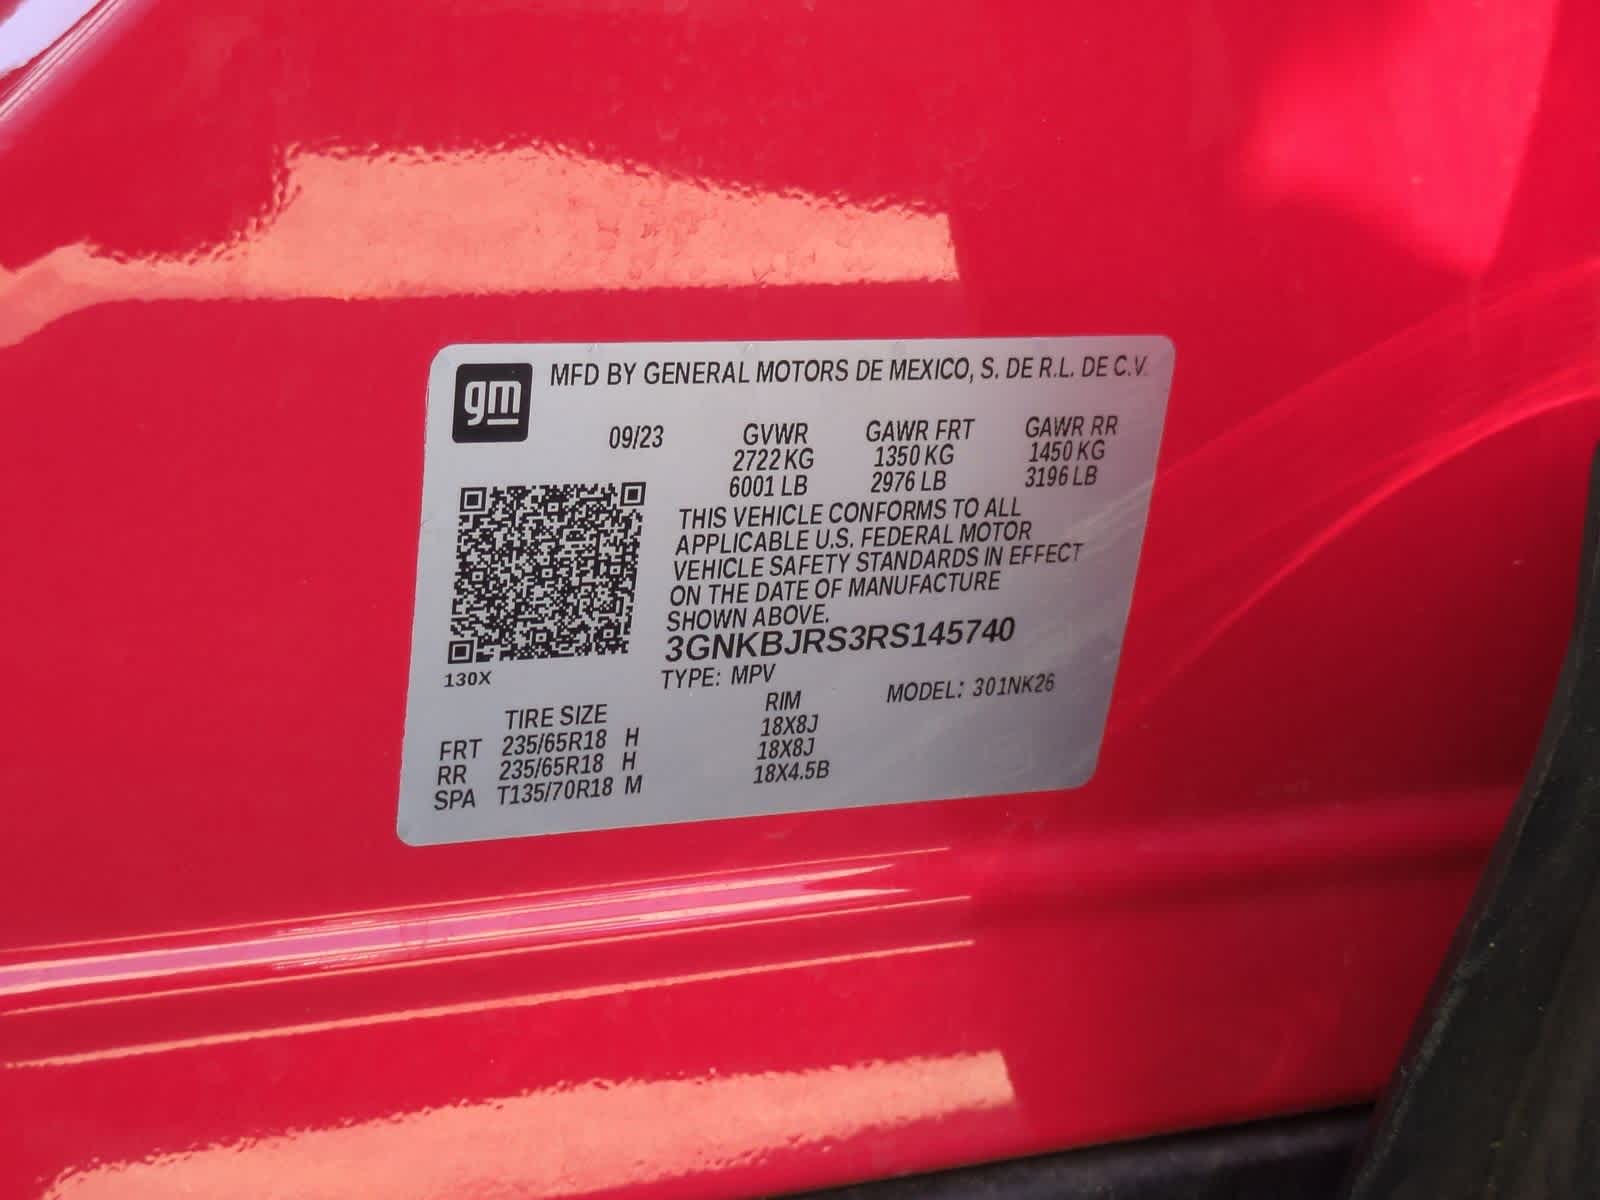 gm
MFD BY GENERAL MOTORS DE MEXICO, S. DE R.L. DE C.V.
09/23 GVWR GAWR FRT GAWR RR
2722 KG 1350 KG 1450 KG
6001 LB 2976 LB 3196 LB
THIS VEHICLE CONFORMS TO ALL
APPLICABLE U.S. FEDERAL MOTOR
VEHICLE SAFETY STANDARDS IN EFFECT
ON THE DATE OF MANUFACTURE
SHOWN ABOVE.
3GNKBJRS3RS145740
130X
TYPE: MPV MODEL: 301NK26
TIRE SIZE RIM
FRT 235/65R18 H 18X8J
RR 235/65R18 H 18X8J
SPA T135/70R18 M 18X4.5B